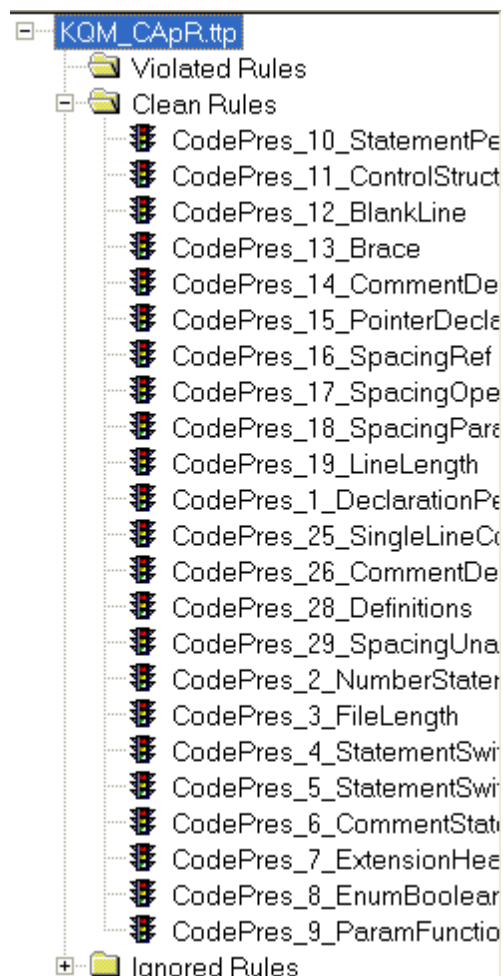 KQM_CApR.ttp
Violated Rules
Clean Rules
CodePres_10_StatementPe
CodePres_11_ControlStruct
CodePres_12_BlankLine
CodePres_13_Brace
CodePres_14_CommentDe
CodePres_15_PointerDecla
CodePres_16_SpacingRef
CodePres_17_SpacingOpe
CodePres_18_SpacingPara
CodePres_19_LineLength
CodePres_1_DeclarationPe
CodePres_25_SingleLineCo
CodePres_26_CommentDe
CodePres_28_Definitions
CodePres_29_SpacingUna
CodePres_2_NumberStater
CodePres_3_FileLength
CodePres_4_StatementSwi
CodePres_5_StatementSwi
CodePres_6_CommentState
CodePres_7_ExtensionHea
CodePres_8_EnumBoolear
CodePres_9_ParamFunctio
Ignored Rules